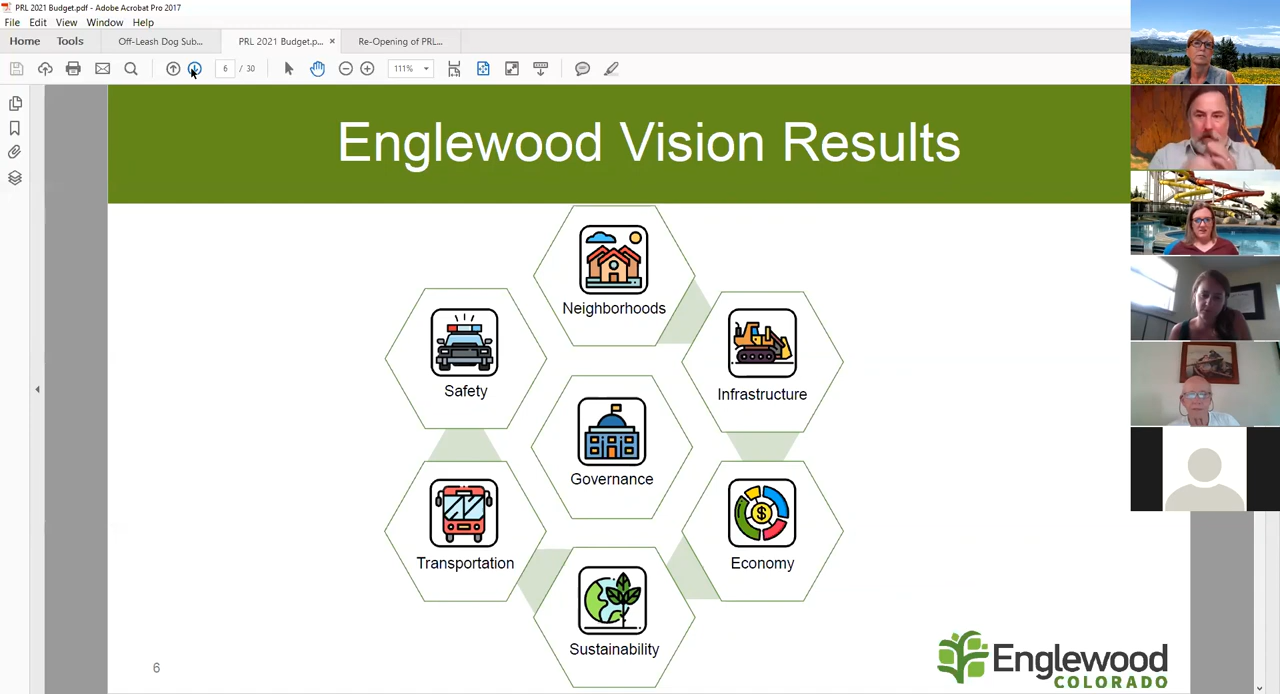 PRL 2021 Budget.pdf - Adobe Acrobat Pro 2017
File Edit View Window Help
Home Tools Off-Leash Dog Sub... PRL 2021 Budget.p... × Re-Opening of PRL...
6 / 30 111%
Englewood Vision Results
Neighborhoods
Safety
Infrastructure
Governance
$
Transportation
Economy
Sustainability
6
Englewood
COLORADO